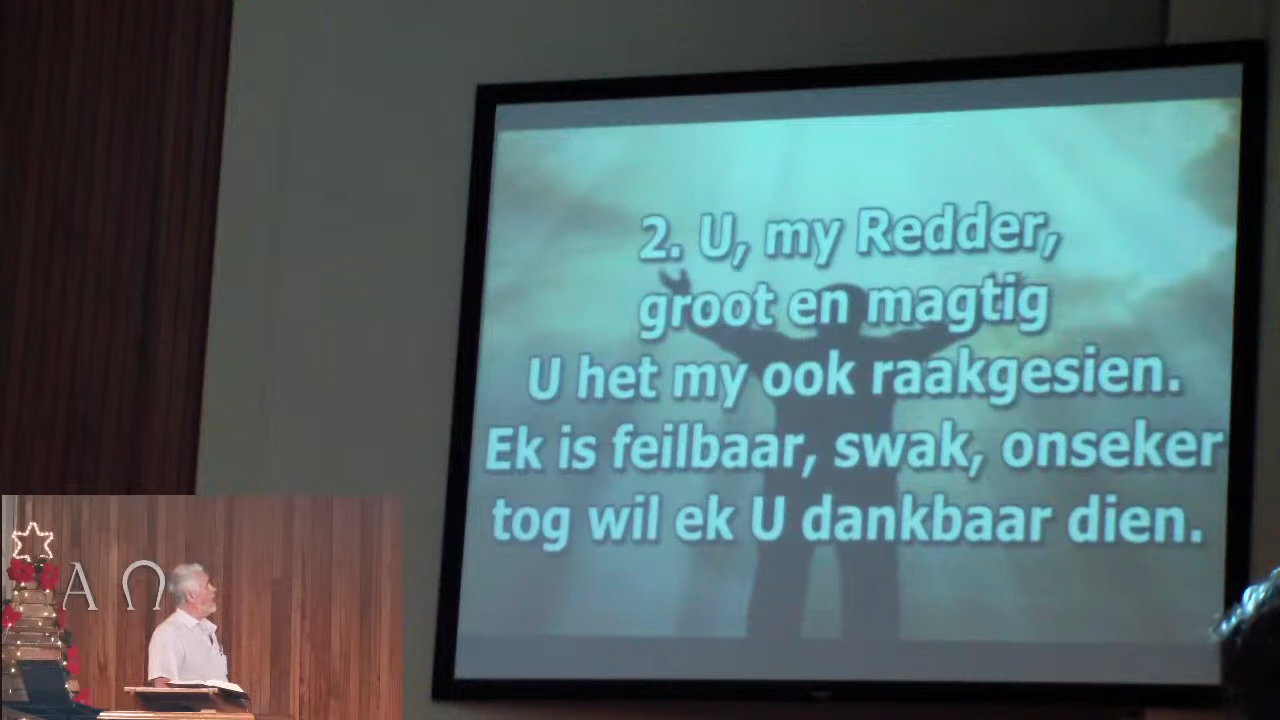 2. U, my Redder,
groot en magtig
U het my ook raakgesien.
Ek is feilbaar, swak, onseker
tog wil ek U dankbaar dien.
Α Ω